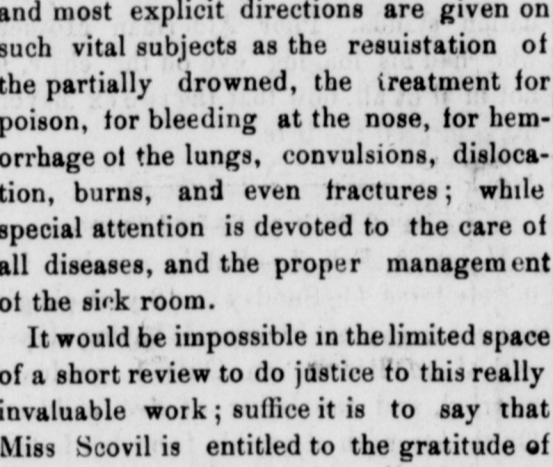 and most explicit directions are given on
such vital subjects as the resuistation of
the partially drowned, the treatment for
poison, for bleeding at the nose, for hem-
orrhage of the lungs, convulsions, disloca-
tion, burns, and even fractures; while
special attention is devoted to the care of
all diseases, and the proper management
of the sick room.
It would be impossible in the limited space
of a short review to do justice to this really
invaluable work; suffice it is to say that
Miss Scovil is entitled to the gratitude of